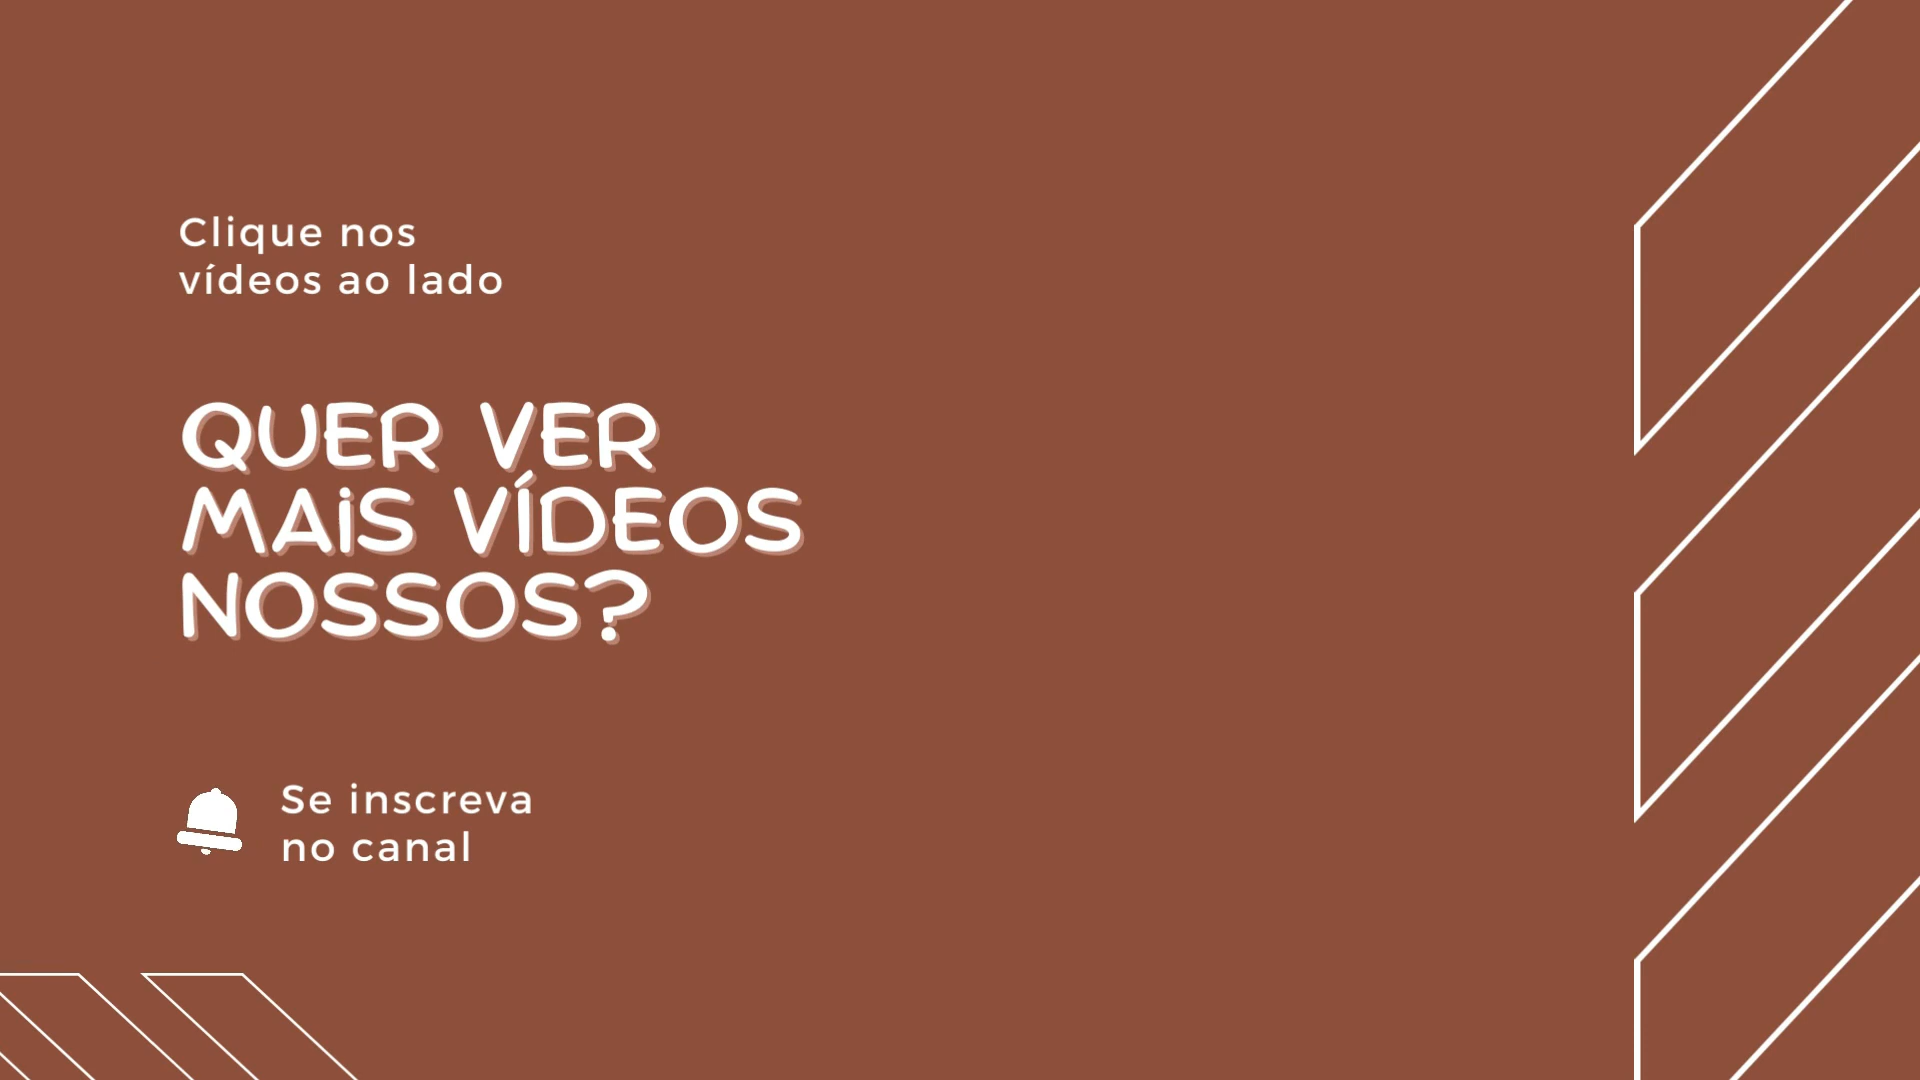 Clique nos
vídeos ao lado
QUER VER
MAiS VÍDEOS
NOSSOS?
Se inscreva
no canal